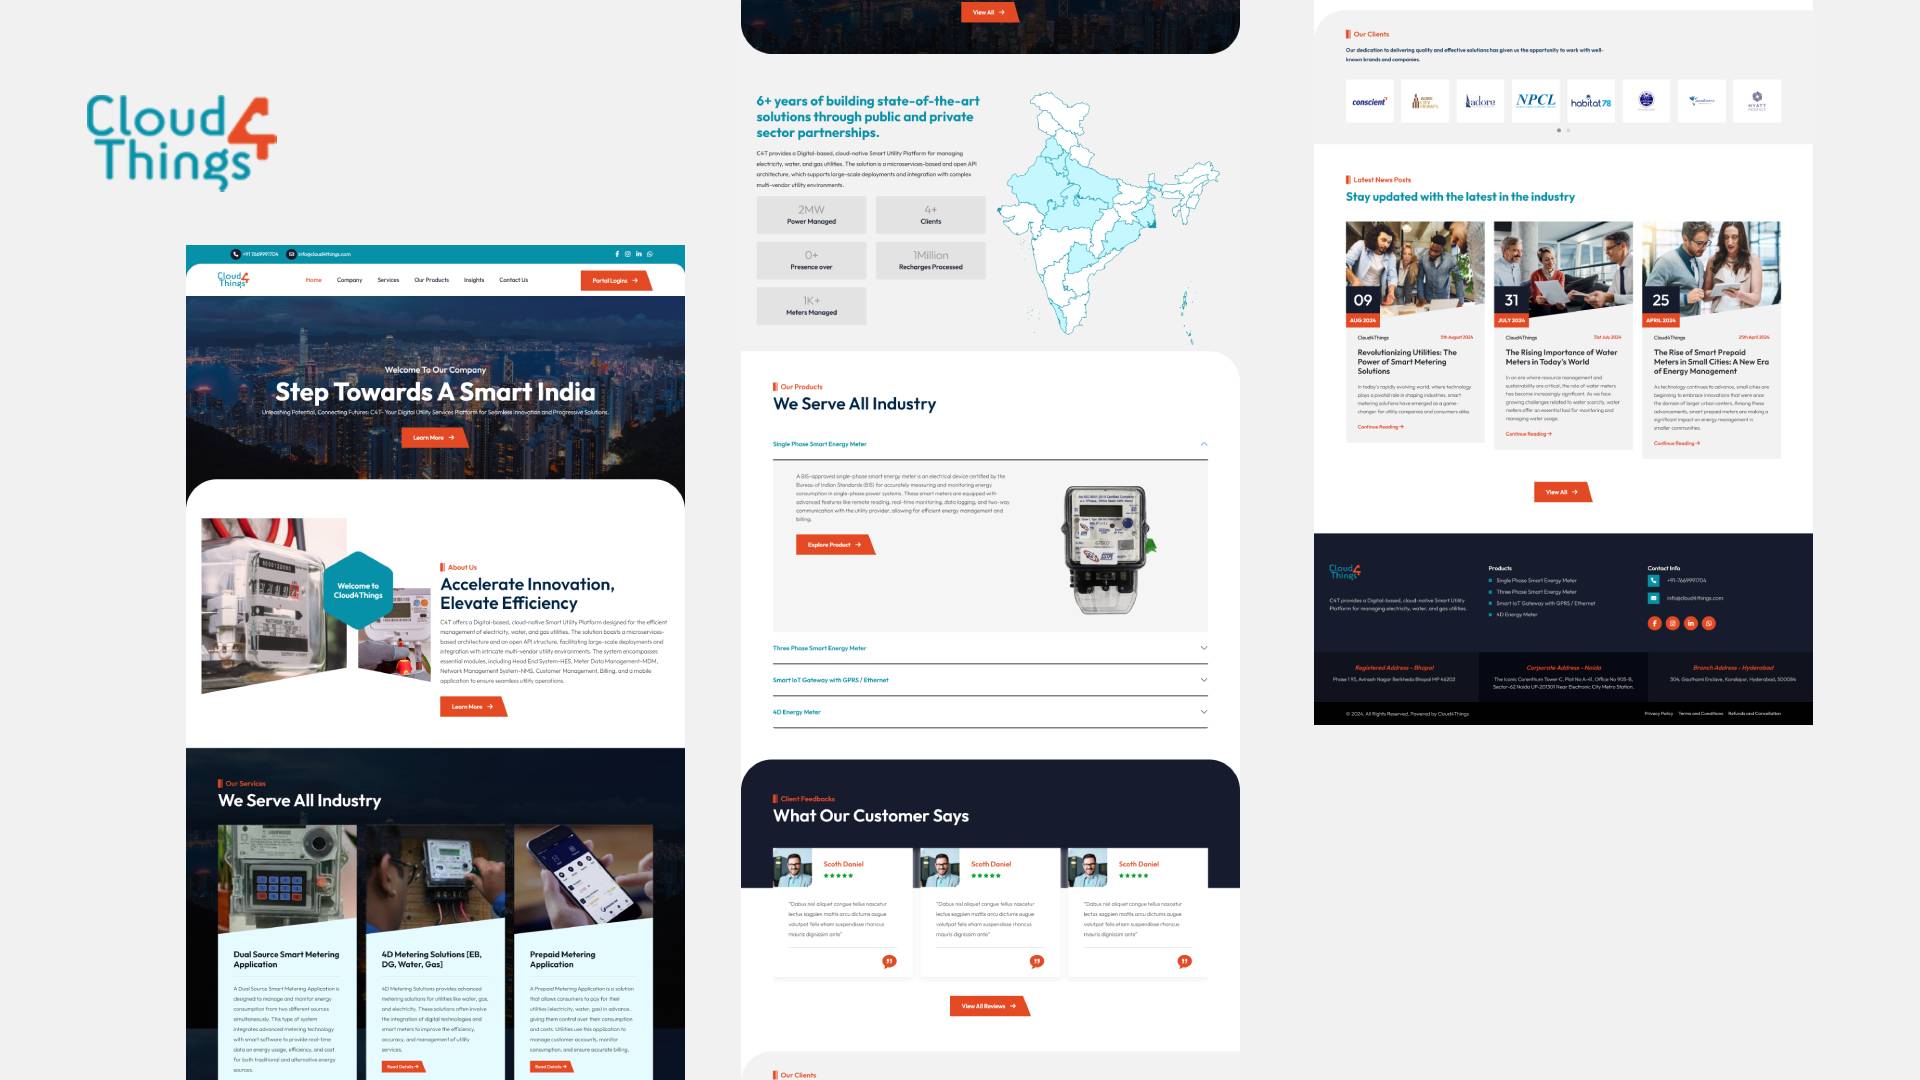 Cloud 4
Things
+91 7669991704 info@cloud4things.com
Cloud 4
Things
Home Company Services Our Products Insights Contact Us
Portal Logins →
Welcome To Our Company
Step Towards A Smart India
Unleashing Potential, Connecting Futures: C4T- Your Digital Utility Services Platform for Seamless Innovation and Progressive Solutions.
Learn More →
Welcome to
Cloud4Things
About Us
Accelerate Innovation,
Elevate Efficiency
C4T offers a Digital-based, cloud-native Smart Utility Platform designed for the efficient
management of electricity, water, and gas utilities. The solution boasts a microservices-
based architecture and an open API structure, facilitating large-scale deployments and
integration with intricate multi-vendor utility environments. The system encompasses
essential modules, including Head End System-HES, Meter Data Management-MDM,
Network Management System-NMS, Customer Management, Billing, and a mobile
application to ensure seamless utility operations.
Learn More →
Our Services
We Serve All Industry
Dual Source Smart Metering
Application
A Dual Source Smart Metering Application is
designed to manage and monitor energy
consumption from two different sources
simultaneously. This type of system
integrates advanced metering technology
with smart software to provide real-time
data on energy usage, efficiency, and cost
for both traditional and alternative energy
sources.
4D Metering Solutions [EB,
DG, Water, Gas]
4D Metering Solutions provides advanced
metering solutions for utilities like water, gas,
and electricity. These solutions often involve
the integration of digital technologies and
smart meters to improve the efficiency,
accuracy, and management of utility
services.
Read Details →
Prepaid Metering
Application
A Prepaid Metering Application is a solution
that allows consumers to pay for their
utilities (electricity, water, gas) in advance,
giving them control over their consumption
and costs. Utilities use this application to
manage customer accounts, monitor
consumption, and ensure accurate billing.
Read Details →
View All →
6+ years of building state-of-the-art
solutions through public and private
sector partnerships.
C4T provides a Digital-based, cloud-native Smart Utility Platform for managing
electricity, water, and gas utilities. The solution is a microservices-based and open API
architecture, which supports large-scale deployments and integration with complex
multi-vendor utility environments.
2MW
Power Managed
4+
Clients
0+
Presence over
1Million
Recharges Processed
1K+
Meters Managed
Our Products
We Serve All Industry
Single Phase Smart Energy Meter
A BIS-approved single-phase smart energy meter is an electrical device certified by the
Bureau of Indian Standards (BIS) for accurately measuring and monitoring energy
consumption in single-phase power systems. These smart meters are equipped with
advanced features like remote reading, real-time monitoring, data logging, and two-way
communication with the utility provider, allowing for efficient energy management and
billing.
Explore Product →
Three Phase Smart Energy Meter
Smart IoT Gateway with GPRS / Ethernet
4D Energy Meter
Client Feedbacks
What Our Customer Says
Scoth Daniel
"Dabus nisl aliquet congue tellus nascetur
lectus sagpien mattis arcu dictums augue
volutpat felis etiam suspendisse rhoncus
mauris dignissim ante"
Scoth Daniel
"Dabus nisl aliquet congue tellus nascetur
lectus sagpien mattis arcu dictums augue
volutpat felis etiam suspendisse rhoncus
mauris dignissim ante"
Scoth Daniel
"Dabus nisl aliquet congue tellus nascetur
lectus sagpien mattis arcu dictums augue
volutpat felis etiam suspendisse rhoncus
mauris dignissim ante"
View All Reviews →
Our Clients
Our Clients
Our dedication to delivering quality and effective solutions has given us the opportunity to work with well-
known brands and companies.
conscient
adore
NPCL
habitat 78
HYATT
Latest News Posts
Stay updated with the latest in the industry
09
AUG 2024
Cloud4Things 9th August 2024
Revolutionizing Utilities: The
Power of Smart Metering
Solutions
In today's rapidly evolving world, where technology
plays a pivotal role in shaping industries, smart
metering solutions have emerged as a game-
changer for utility companies and consumers alike.
Continue Reading →
31
JULY 2024
Cloud4Things 31st July 2024
The Rising Importance of Water
Meters in Today's World
In an era where resource management and
sustainability are critical, the role of water meters
has become increasingly significant. As we face
growing challenges related to water scarcity, water
meters offer an essential tool for monitoring and
managing water usage.
Continue Reading →
25
APRIL 2024
Cloud4Things 25th April 2024
The Rise of Smart Prepaid
Meters in Small Cities: A New Era
of Energy Management
As technology continues to advance, small cities are
beginning to embrace innovations that were once
the domain of larger urban centers. Among these
advancements, smart prepaid meters are making a
significant impact on energy management in
smaller communities.
Continue Reading →
View All →
Cloud 4
Things
C4T provides a Digital-based, cloud-native Smart Utility
Platform for managing electricity, water, and gas utilities.
Products
Single Phase Smart Energy Meter
Three Phase Smart Energy Meter
Smart IoT Gateway with GPRS / Ethernet
4D Energy Meter
Contact Info
+91-7669991704
info@cloud4things.com
Registered Address - Bhopal
Phase 1 93, Avinash Nagar Berkheda Bhopal MP 46202
Corporate Address - Noida
The Iconic Corenthum Tower-C, Plot No A-41, Office No 905-B,
Sector-62 Noida UP-201301 Near Electronic City Metro Station.
Branch Address - Hyderabad
304, Gauthami Enclave, Kondapur, Hyderabad, 500084
© 2024, All Rights Reserved, Powered by Cloud4Things
Privacy Policy Terms and Conditions Refunds and Cancellation